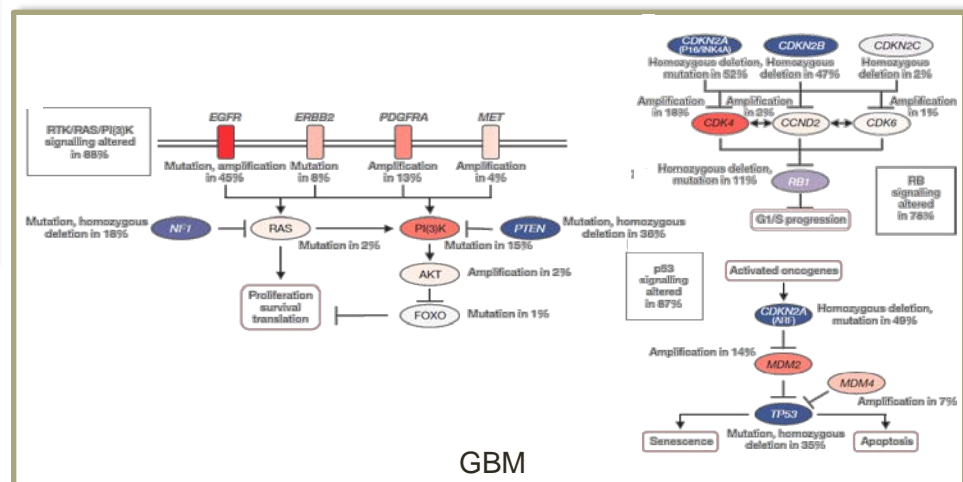 RTK/RAS/PI(3)K
signalling altered
in 88%
EGFR
ERBB2
PDGFRA
MET
Mutation, amplification
in 45%
Mutation
in 8%
Amplification
in 13%
Amplification
in 4%
Mutation, homozygous
deletion in 18%
NF1
RAS
PI(3)K
PTEN
Mutation, homozygous
deletion in 36%
Mutation in 2%
Mutation in 15%
AKT
Amplification in 2%
Proliferation
survival
translation
FOXO
Mutation in 1%
CDKN2A
(P16/INK4A)
CDKN2B
CDKN2C
Homozygous deletion,
mutation in 52%
Homozygous
deletion in 47%
Homozygous
deletion in 2%
Amplification
in 18%
Amplification
in 2%
Amplification
in 1%
CDK4
CCND2
CDK6
Homozygous deletion,
mutation in 11%
RB1
G1/S progression
RB
signalling
altered
in 78%
p53
signalling
altered
in 87%
Activated oncogenes
CDKN2A
(ARF)
Homozygous deletion,
mutation in 49%
Amplification in 14%
MDM2
MDM4
Amplification in 7%
TP53
Senescence
Mutation, homozygous
deletion in 35%
Apoptosis
GBM